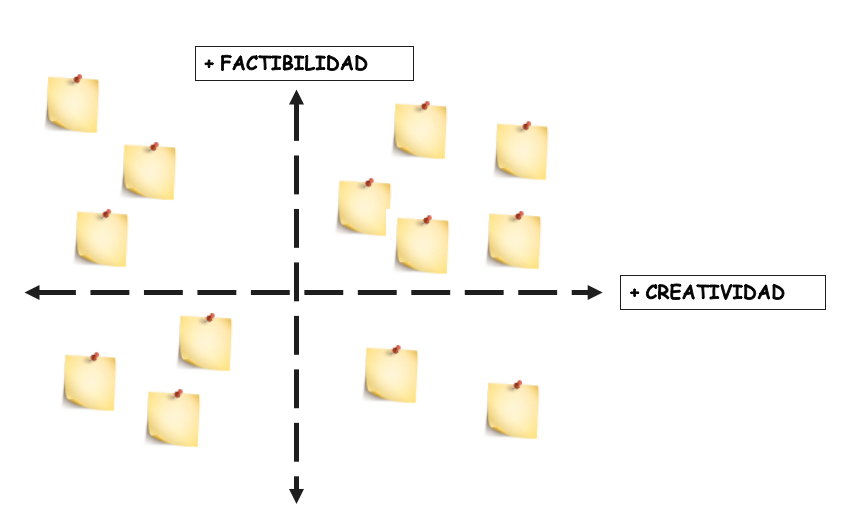 + FACTIBILIDAD
+ CREATIVIDAD